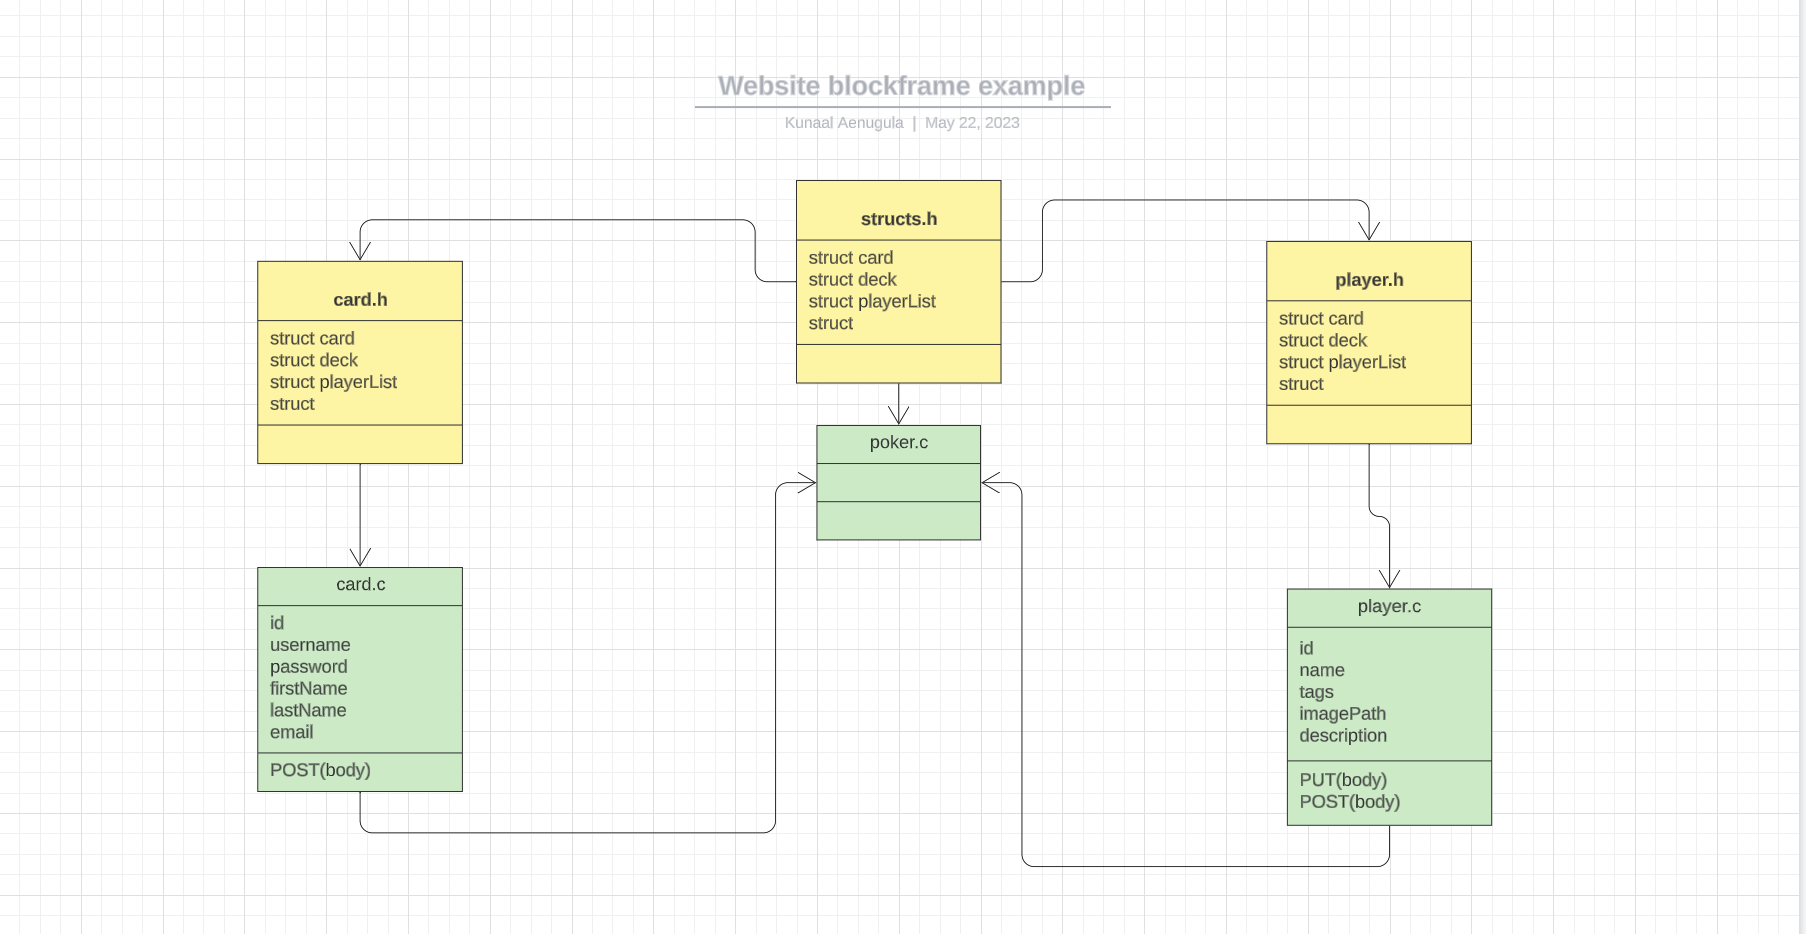 Website blockframe example
Kunaal Aenugula | May 22, 2023
structs.h
struct card
struct deck
struct playerList
struct
card.h
struct card
struct deck
struct playerList
struct
player.h
struct card
struct deck
struct playerList
struct
poker.c
card.c
id
username
password
firstName
lastName
email
POST(body)
player.c
id
name
tags
imagePath
description
PUT(body)
POST(body)